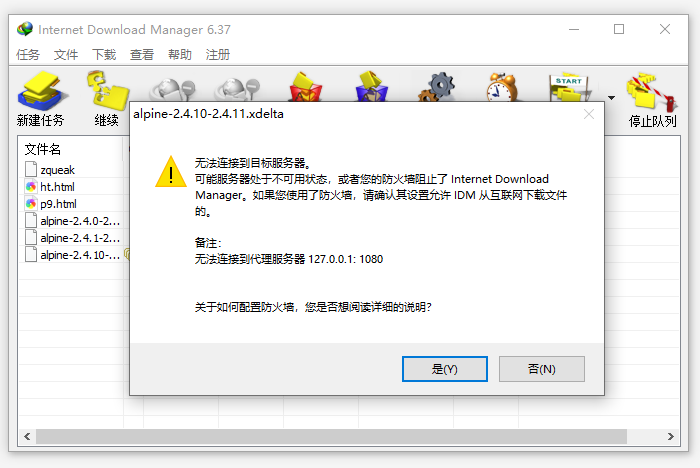 Internet Download Manager 6.37
任务 文件 下载 查看 帮助 注册
START
新建任务 继续 停止队列
alpine-2.4.10-2.4.11.xdelta
文件名
无法连接到目标服务器。
可能服务器处于不可用状态，或者您的防火墙阻止了 Internet Download
Manager。如果您使用了防火墙，请确认其设置允许 IDM 从互联网下载文件
的。
备注：
无法连接到代理服务器 127.0.0.1: 1080
关于如何配置防火墙，您是否想阅读详细的说明?
是(Y) 否(N)
zqueak
ht.html
p9.html
alpine-2.4.0-2...
alpine-2.4.1-2...
alpine-2.4.10-...